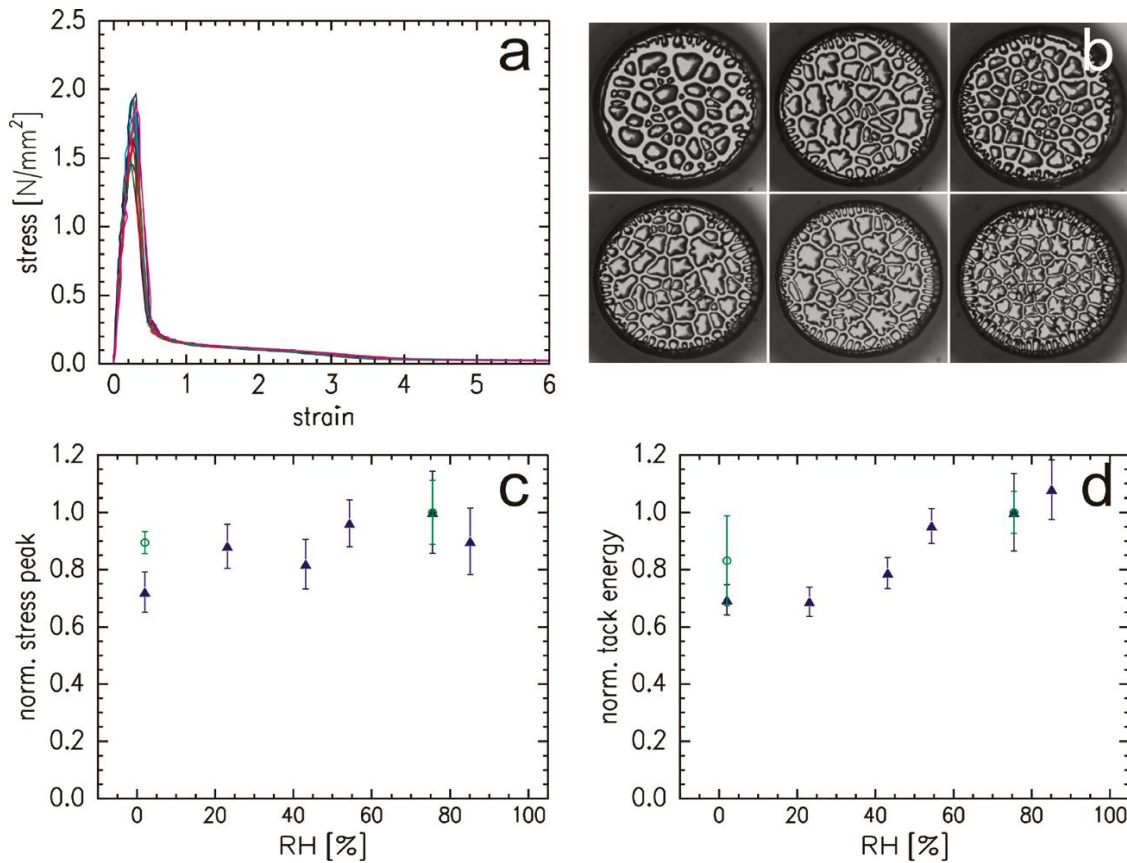 a
b
2.5
2.0
1.5
1.0
0.5
0.0
stress [N/mm²]
0 1 2 3 4 5 6
strain
c
1.2
1.0
0.8
0.6
0.4
0.2
0.0
norm. stress peak
0 20 40 60 80 100
RH [%]
d
1.2
1.0
0.8
0.6
0.4
0.2
0.0
norm. tack energy
0 20 40 60 80 100
RH [%]